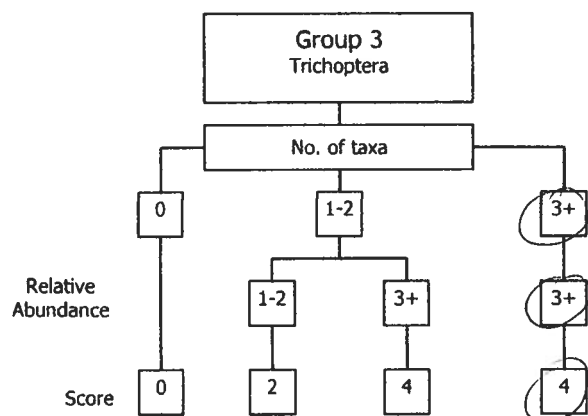 Group 3
Trichoptera
No. of taxa
0 1-2 3+
Relative
Abundance
1-2 3+ 3+
Score
0 2 4 4